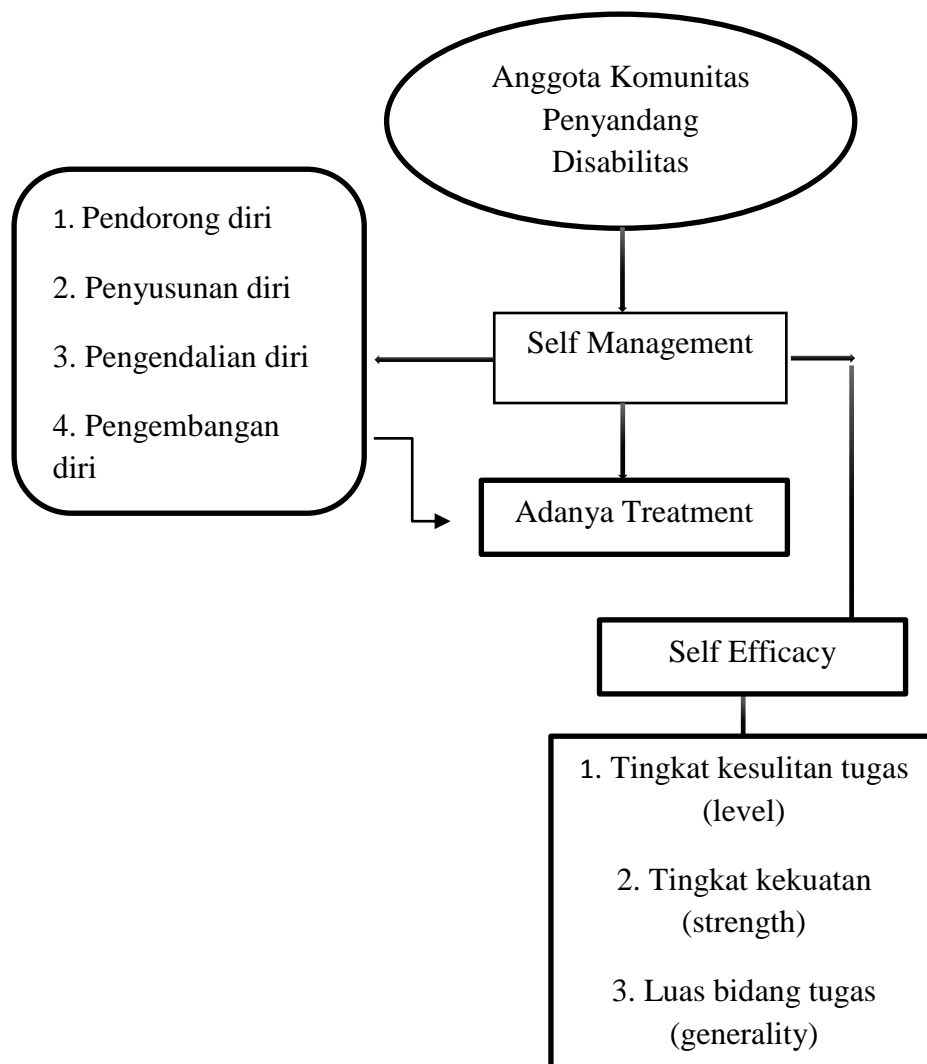 Anggota Komunitas
Penyandang
Disabilitas
1. Pendorong diri
2. Penyusunan diri
3. Pengendalian diri
4. Pengembangan
diri
Self Management
Adanya Treatment
Self Efficacy
1. Tingkat kesulitan tugas
(level)
2. Tingkat kekuatan
(strength)
3. Luas bidang tugas
(generality)